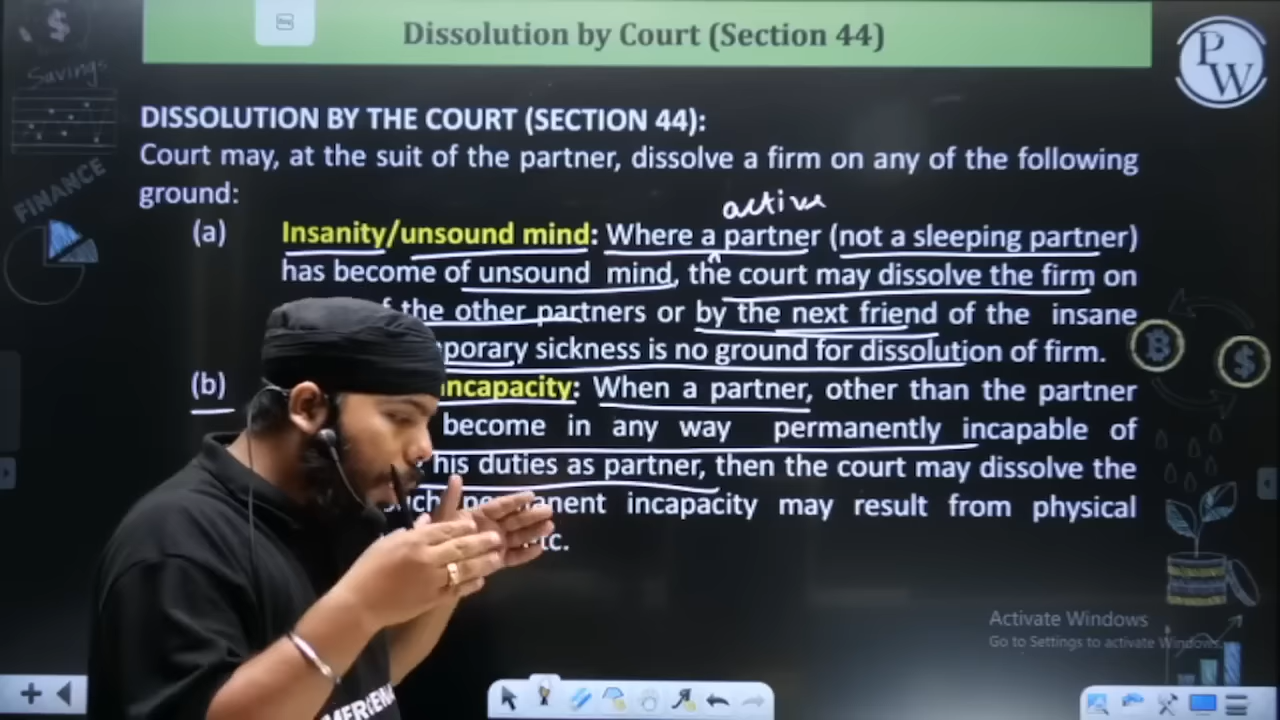 Dissolution by Court (Section 44)
P
W
Savings
FINANCE
DISSOLUTION BY THE COURT (SECTION 44):
Court may, at the suit of the partner, dissolve a firm on any of the following
ground:
active
(a) Insanity/unsound mind: Where a partner (not a sleeping partner)
has become of unsound mind, the court may dissolve the firm on
the other partners or by the next friend of the insane
porary sickness is no ground for dissolution of firm.
(b) incapacity: When a partner, other than the partner
become in any way permanently incapable of
his duties as partner, then the court may dissolve the
incapacity may result from physical
etc.
Activate Windows
Go to Settings to activate Windows.